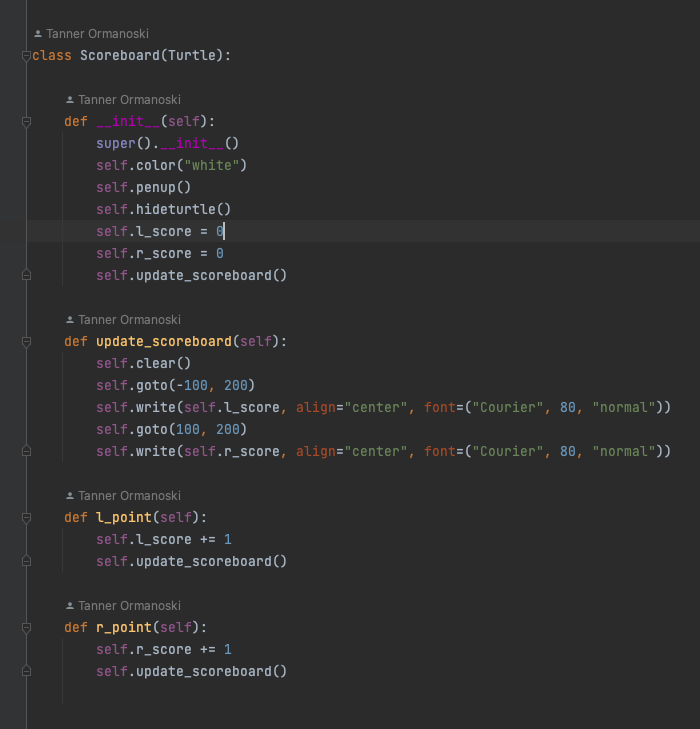 Tanner Ormanoski
class Scoreboard(Turtle):
Tanner Ormanoski
def __init__(self):
super().__init__()
self.color("white")
self.penup()
self.hideturtle()
self.l_score = 0
self.r_score = 0
self.update_scoreboard()
Tanner Ormanoski
def update_scoreboard(self):
self.clear()
self.goto(-100, 200)
self.write(self.l_score, align="center", font=("Courier", 80, "normal"))
self.goto(100, 200)
self.write(self.r_score, align="center", font=("Courier", 80, "normal"))
Tanner Ormanoski
def l_point(self):
self.l_score += 1
self.update_scoreboard()
Tanner Ormanoski
def r_point(self):
self.r_score += 1
self.update_scoreboard()